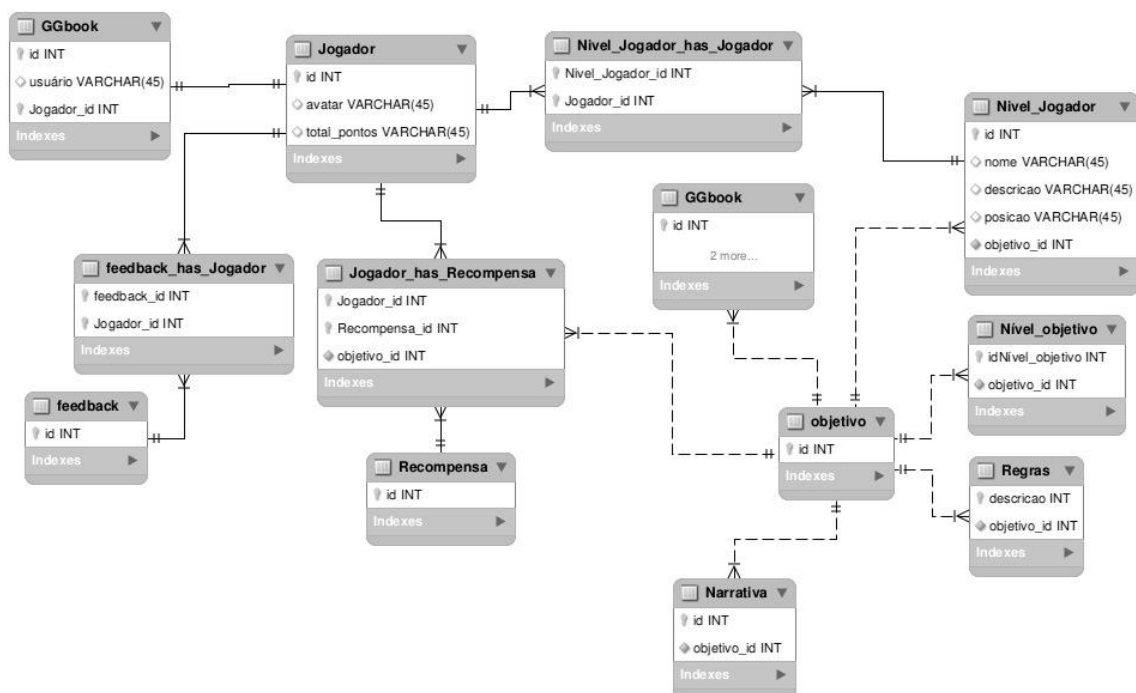 GGbook
id INT
usuário VARCHAR(45)
Jogador_id INT
Indexes
Jogador
id INT
avatar VARCHAR(45)
total_pontos VARCHAR(45)
Indexes
Nivel_Jogador_has_Jogador
Nivel_Jogador_id INT
Jogador_id INT
Indexes
Nivel_Jogador
id INT
nome VARCHAR(45)
descricao VARCHAR(45)
posicao VARCHAR(45)
objetivo_id INT
Indexes
GGbook
id INT
2 more...
Indexes
feedback_has_Jogador
feedback_id INT
Jogador_id INT
Indexes
Jogador_has_Recompensa
Jogador_id INT
Recompensa_id INT
objetivo_id INT
Indexes
Nível_objetivo
idNível_objetivo INT
objetivo_id INT
Indexes
feedback
id INT
Indexes
objetivo
id INT
Indexes
Recompensa
id INT
Indexes
Regras
descricao INT
objetivo_id INT
Indexes
Narrativa
id INT
objetivo_id INT
Indexes